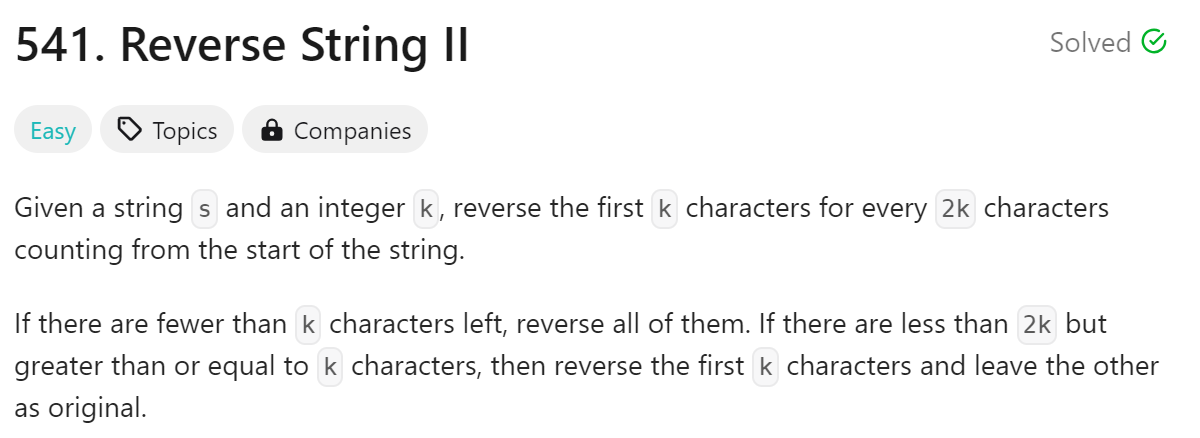 541. Reverse String II
Solved
Easy
Topics
Companies
Given a string s and an integer k, reverse the first k characters for every 2k characters
counting from the start of the string.
If there are fewer than k characters left, reverse all of them. If there are less than 2k but
greater than or equal to k characters, then reverse the first k characters and leave the other
as original.